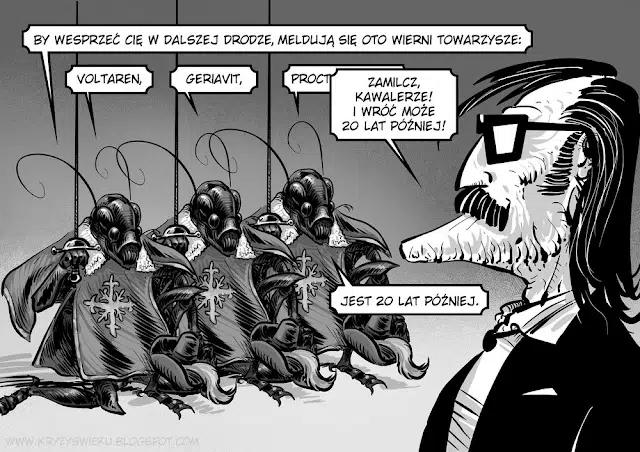 BY WESPRZEĆ CIĘ W DALSZEJ DRODZE, MELDUJĄ SIĘ OTO WIERNI TOWARZYSZE:
VOLTAREN,
GERIAVIT,
PROCT
ZAMILCZ,
KAWALERZE!
I WRÓĆ MOŻE
20 LAT PÓŹNIEJ!
JEST 20 LAT PÓŹNIEJ.
WWW.KRYZYSWIEKU.BLOGSPOT.COM